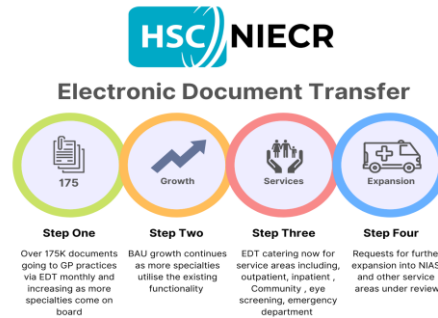 HSC NIECR
Electronic Document Transfer
175
Growth
Services
Expansion
Step One
Over 175K documents
going to GP practices
via EDT monthly and
increasing as more
specialties come on
board
Step Two
BAU growth continues
as more specialties
utilise the existing
functionality
Step Three
EDT catering now for
service areas including,
outpatient, inpatient ,
Community , eye
screening, emergency
department
Step Four
Requests for further
expansion into NIAS
and other service
areas under review